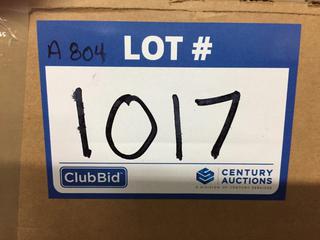 A 804 LOT #
1017
ClubBid
CENTURY
AUCTIONS
A DIVISION OF CENTURY SERVICES